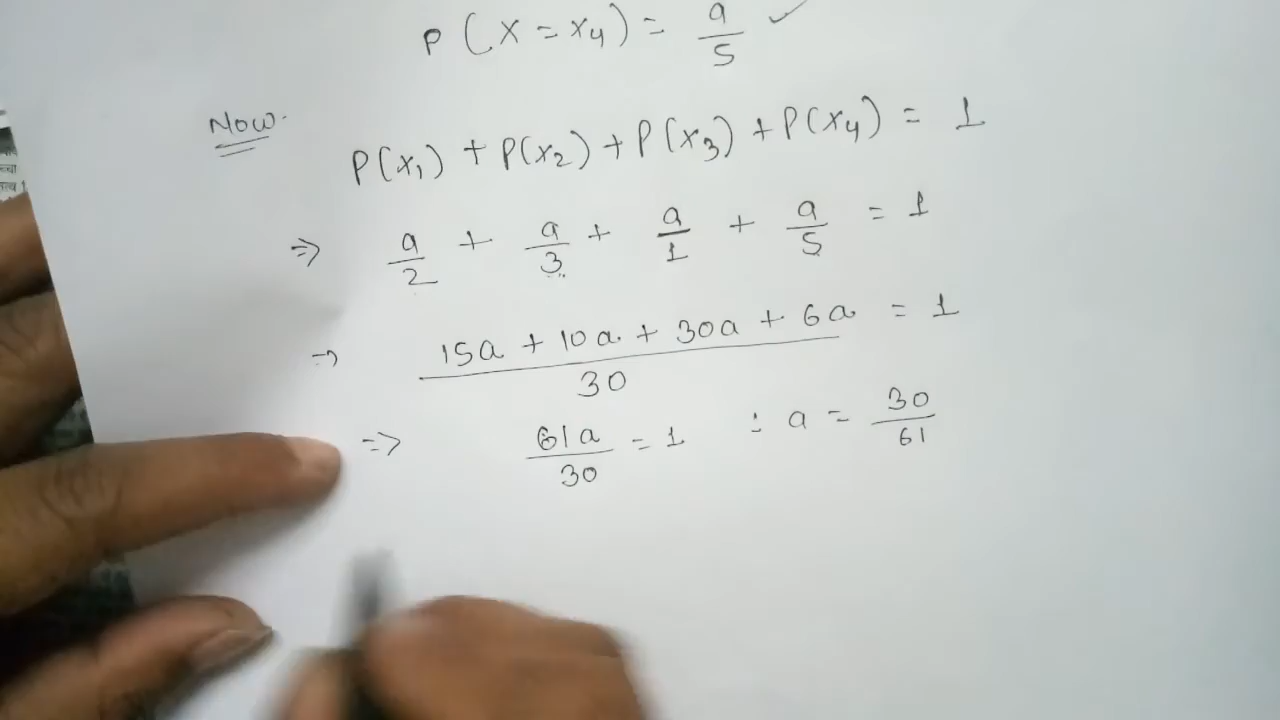 P(X = x₄) = a/5 ✓
Now.
P(x₁) + P(x₂) + P(x₃) + P(x₄) = 1
⇒ a/2 + a/3 + a/1 + a/5 = 1
→ (15a + 10a + 30a + 6a)/30 = 1
⇒ 61a/30 = 1 ∴ a = 30/61